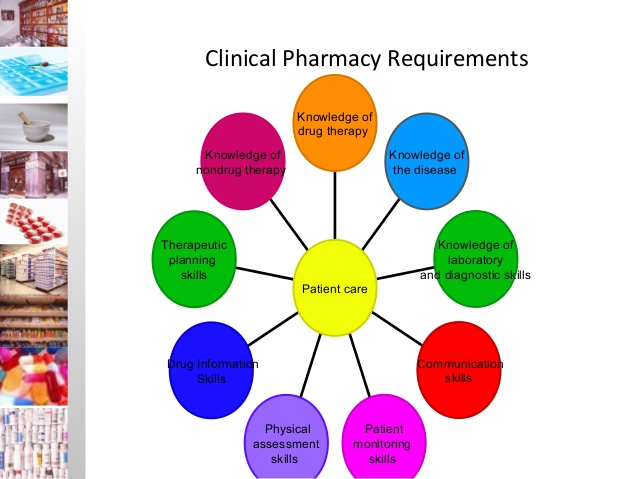 Clinical Pharmacy Requirements
Knowledge of
drug therapy
Knowledge of
the disease
Knowledge of
laboratory
and diagnostic skills
Communication
skills
Patient
monitoring
skills
Physical
assessment
skills
Drug Information
Skills
Therapeutic
planning
skills
Knowledge of
nondrug therapy
Patient care